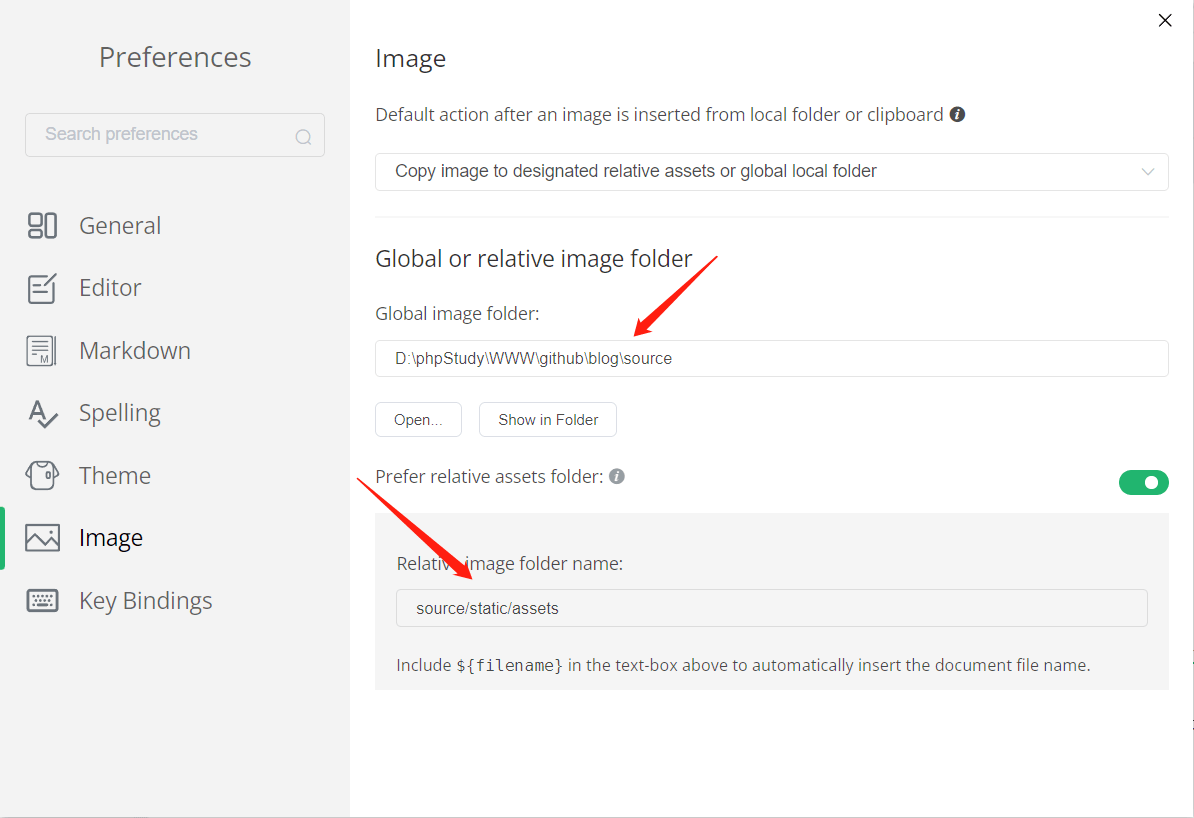 Preferences
Search preferences
General
Editor
Markdown
Spelling
Theme
Image
Key Bindings
Image
Default action after an image is inserted from local folder or clipboard
Copy image to designated relative assets or global local folder
Global or relative image folder
Global image folder:
D:\phpStudy\WWW\github\blog\source
Open...
Show in Folder
Prefer relative assets folder:
Relative image folder name:
source/static/assets
Include ${filename} in the text-box above to automatically insert the document file name.